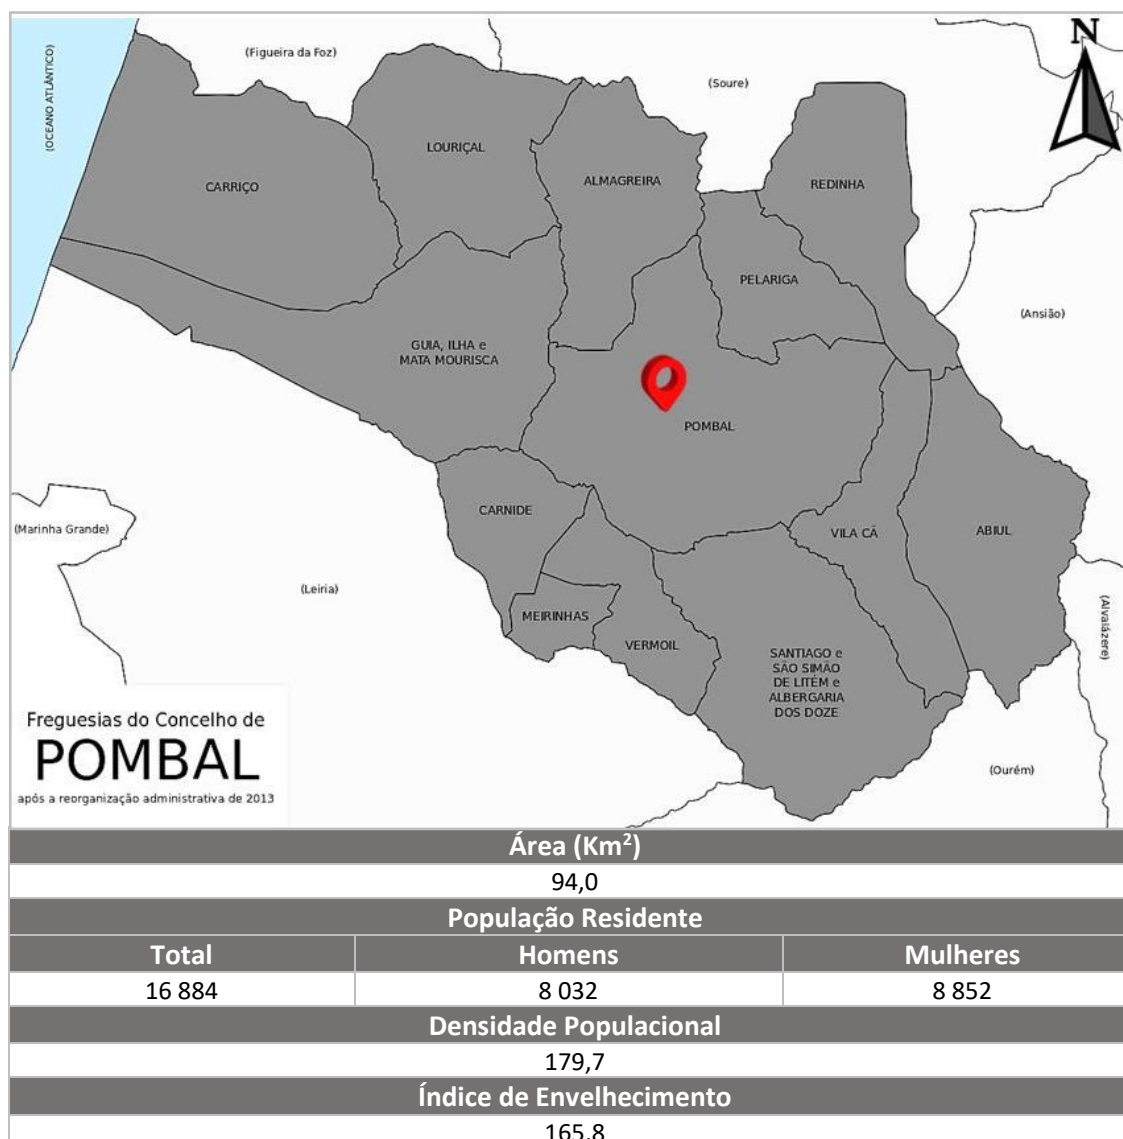 (OCEANO ATLÂNTICO)
(Figueira da Foz)
(Soure)
N
LOURIÇAL
CARRIÇO
ALMAGREIRA
REDINHA
PELARIGA
(Ansião)
GUIA, ILHA e
MATA MOURISCA
POMBAL
CARNIDE
VILA CÃ
ABIUL
(Marinha Grande)
(Leiria)
MEIRINHAS
VERMOIL
(Alvaiázere)
SANTIAGO e
SÃO SIMÃO
DE LITÉM e
ALBERGARIA
DOS DOZE
(Ourém)
Freguesias do Concelho de
POMBAL
após a reorganização administrativa de 2013
Área (Km²)
94,0
População Residente
Total Homens Mulheres
16 884 8 032 8 852
Densidade Populacional
179,7
Índice de Envelhecimento
165,8